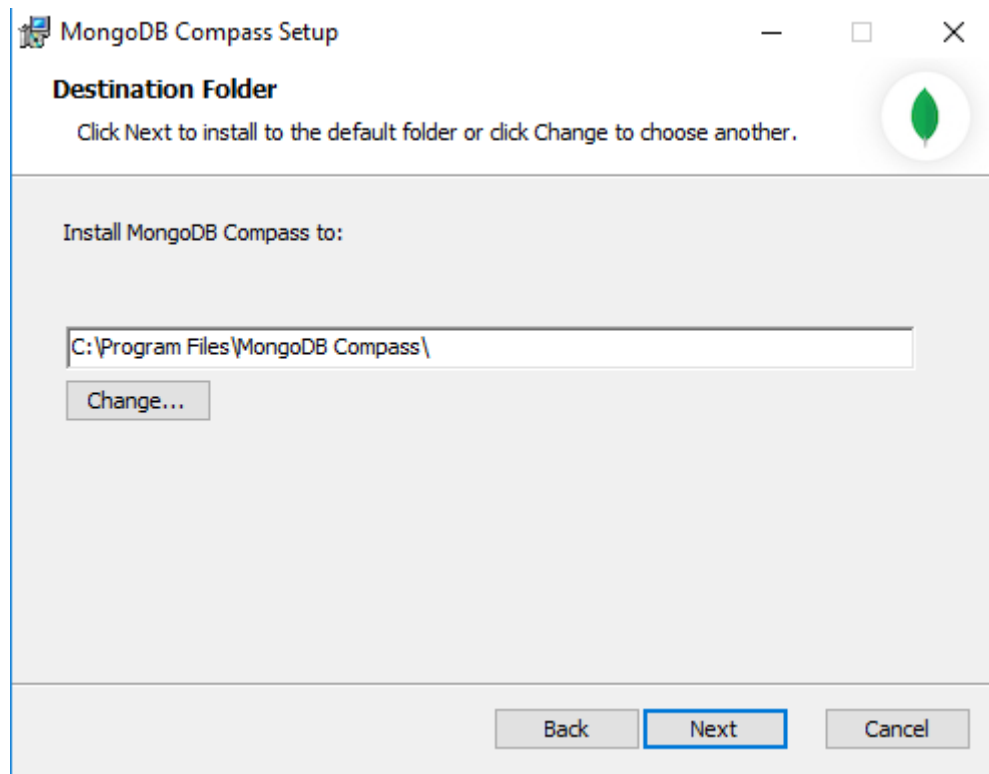 MongoDB Compass Setup
Destination Folder
Click Next to install to the default folder or click Change to choose another.
Install MongoDB Compass to:
C:\Program Files\MongoDB Compass\
Change...
Back Next Cancel